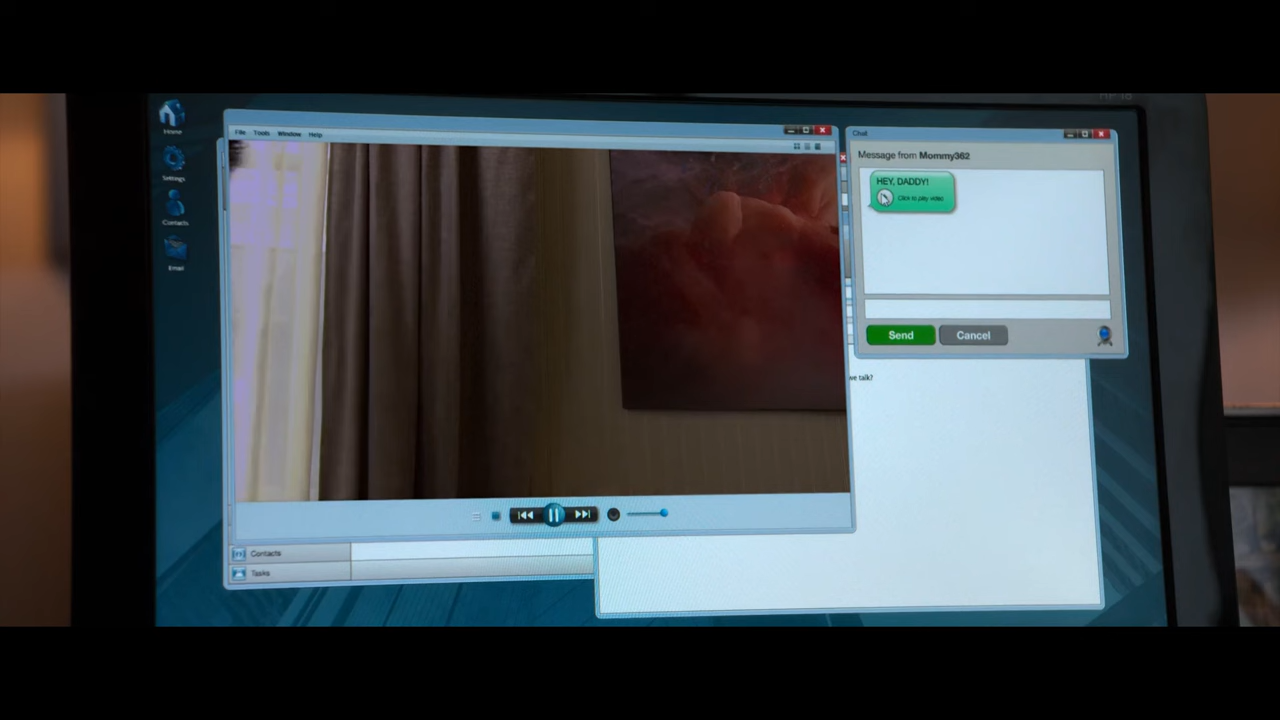 Home
Settings
Contacts
Email
File Tools Window Help
Contacts
Tasks
Chat
Message from Mommy362
HEY, DADDY!
Click to play video
Send Cancel
we talk?